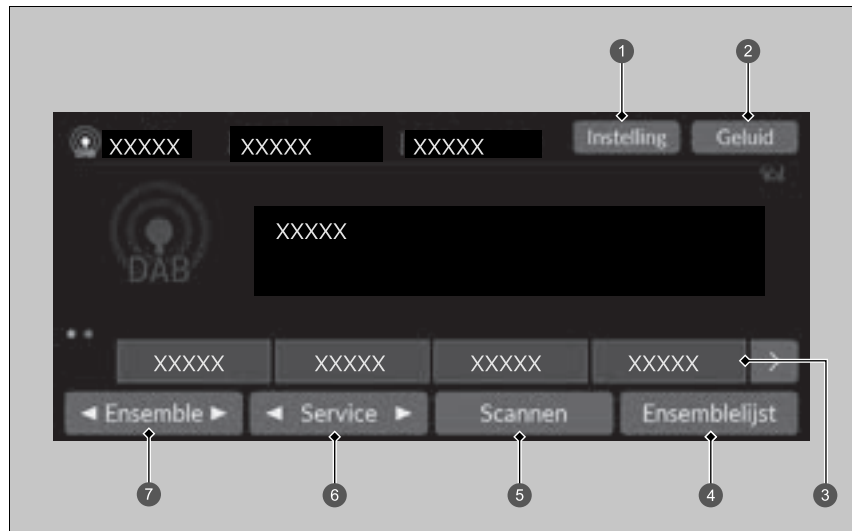 1 2
XXXXX XXXXX XXXXX Instelling Geluid
XXXXX
DAB
XXXXX XXXXX XXXXX XXXXX >
◄ Ensemble ► ◄ Service ► Scannen Ensemblelijst
7 6 5 4 3